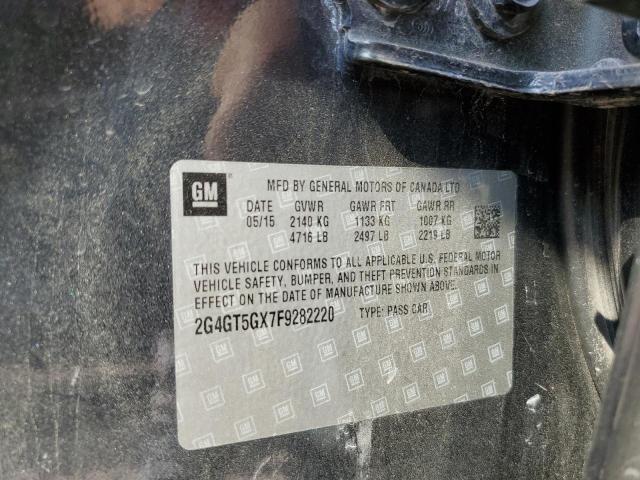 GM ® MFD BY GENERAL MOTORS OF CANADA LTD
DATE GVWR GAWR FRT GAWR RR
05/15 2140 KG 1133 KG 1007 KG
4716 LB 2497 LB 2219 LB
THIS VEHICLE CONFORMS TO ALL APPLICABLE U.S. FEDERAL MOTOR
VEHICLE SAFETY, BUMPER, AND THEFT PREVENTION STANDARDS IN
EFFECT ON THE DATE OF MANUFACTURE SHOWN ABOVE.
2G4GT5GX7F9282220 TYPE: PASS CAR